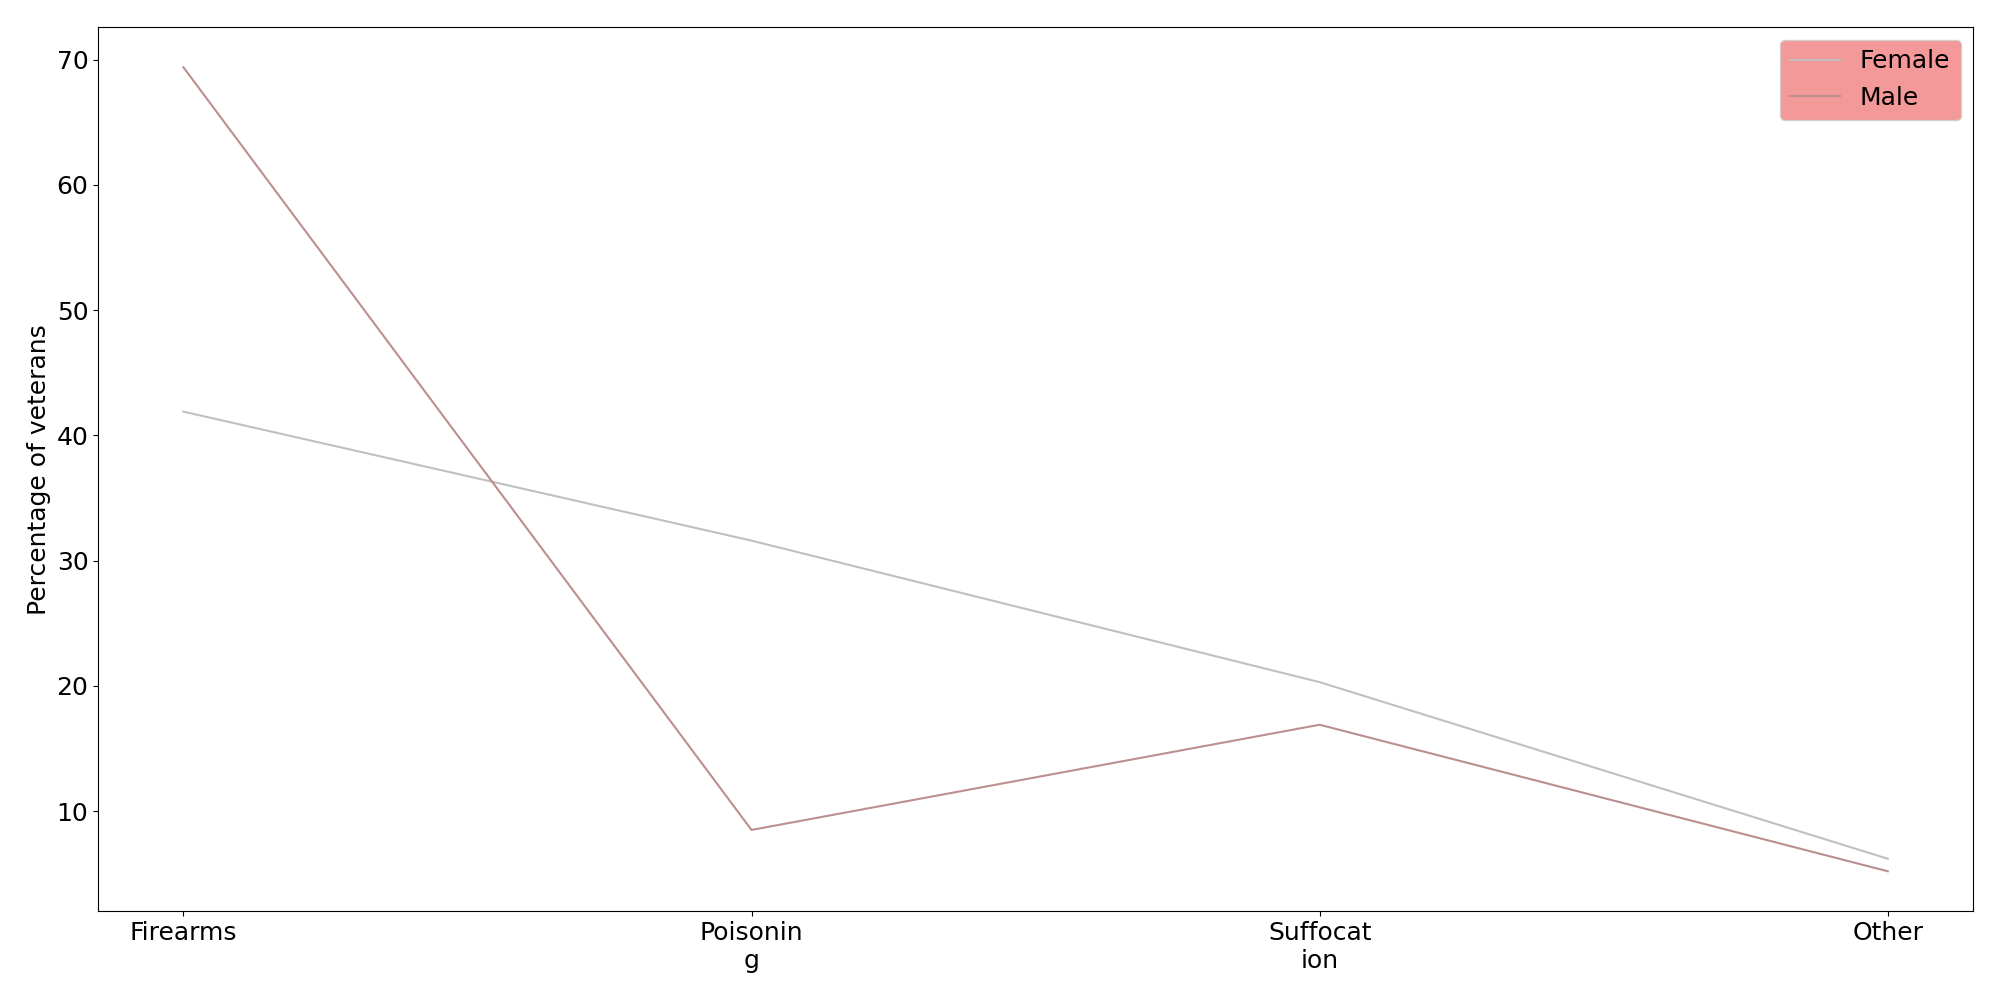 Percentage of veterans
70
60
50
40
30
20
10
Firearms
Poisonin
g
Suffocat
ion
Other
Female
Male